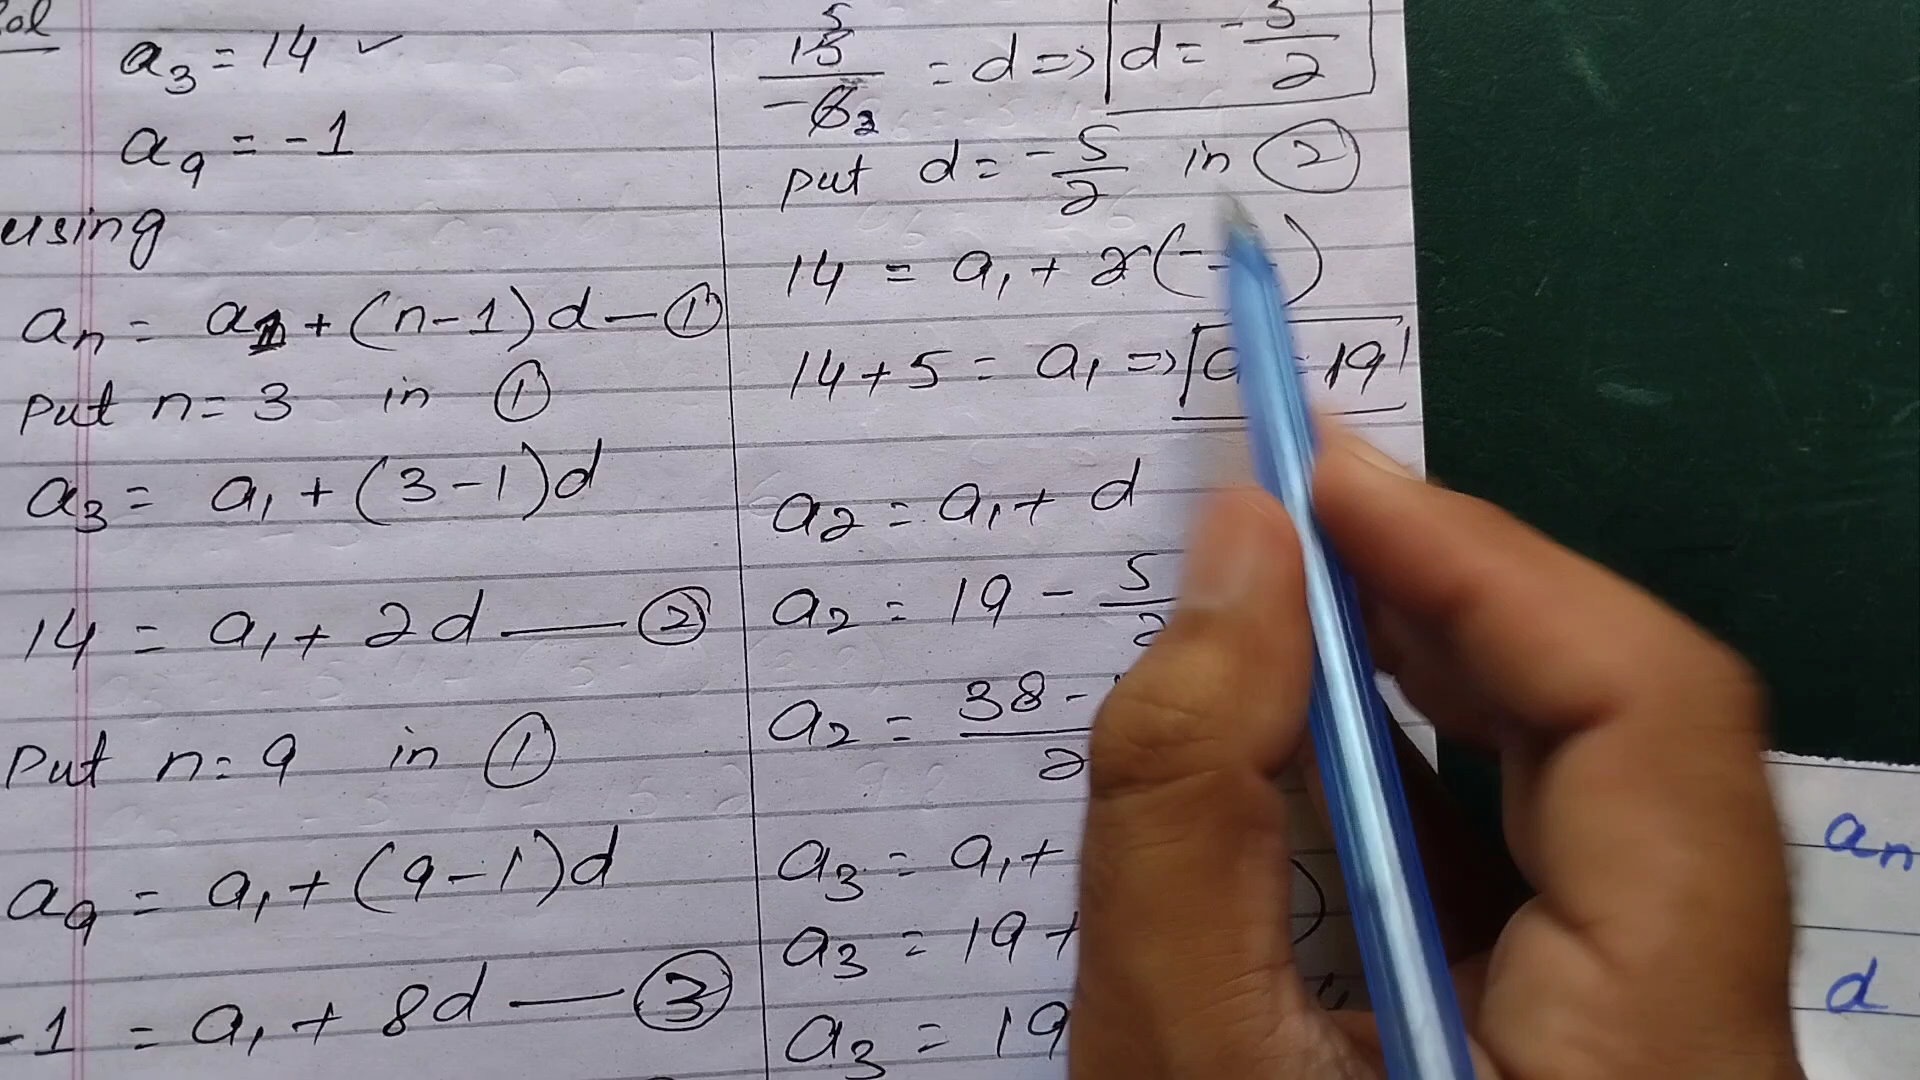 a3 = 14 ✓
a9 = -1
using
an = a1 + (n-1)d — ①
put n = 3 in ①
a3 = a1 + (3-1)d
14 = a1 + 2d — ②
Put n = 9 in ①
a9 = a1 + (9-1)d
-1 = a1 + 8d — ③
= d => d = -5/2
put d = -5/2 in ②
14 = a1 + 2(-
14 + 5 = a1 => a = 19
a2 = a1 + d
a2 = 19 - 5/2
a2 = 38 - / 2
a3 = a1 +
a3 = 19 +
a3 = 19
an
d